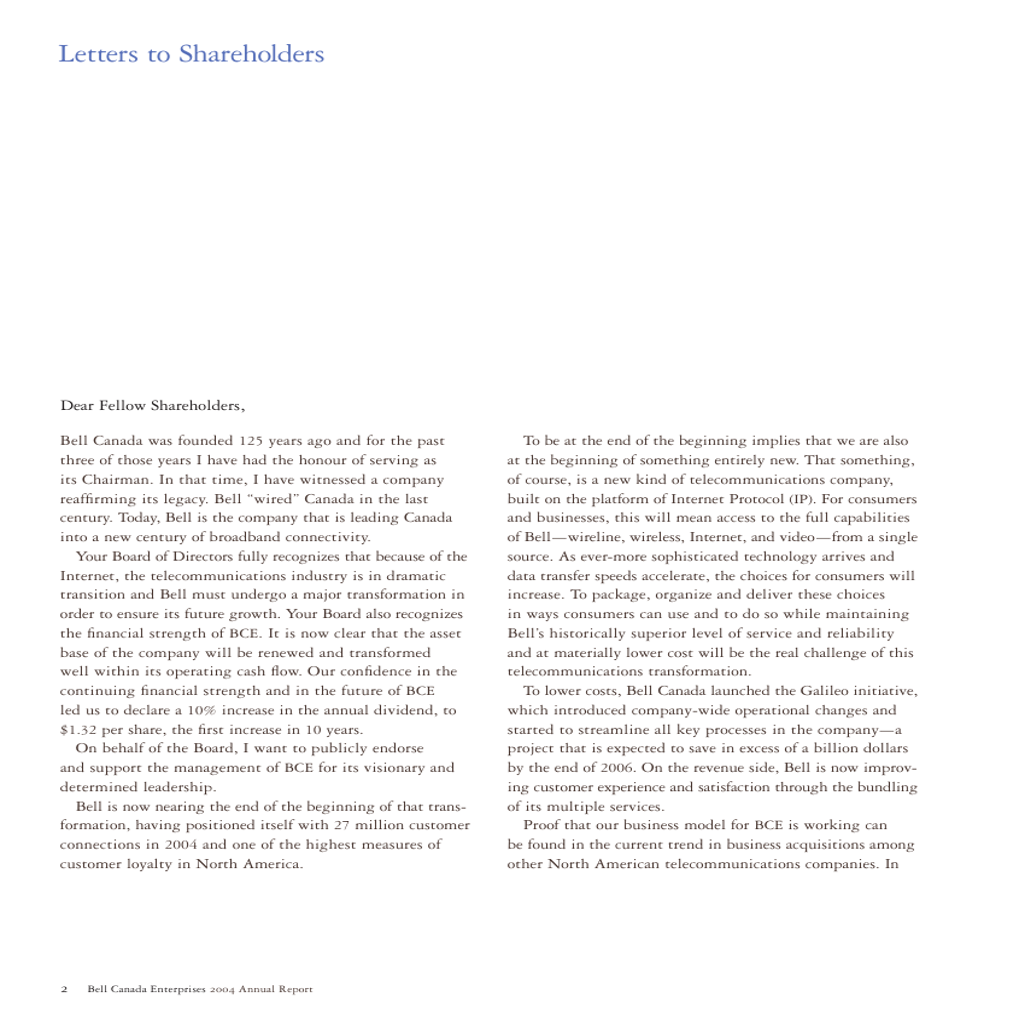 Letters to Shareholders
Dear Fellow Shareholders,
Bell Canada was founded 125 years ago and for the past
three of those years I have had the honour of serving as
its Chairman. In that time, I have witnessed a company
reaffirming its legacy. Bell “wired” Canada in the last
century. Today, Bell is the company that is leading Canada
into a new century of broadband connectivity.
Your Board of Directors fully recognizes that because of the
Internet, the telecommunications industry is in dramatic
transition and Bell must undergo a major transformation in
order to ensure its future growth. Your Board also recognizes
the financial strength of BCE. It is now clear that the asset
base of the company will be renewed and transformed
well within its operating cash flow. Our confidence in the
continuing financial strength and in the future of BCE
led us to declare a 10% increase in the annual dividend, to
$1.32 per share, the first increase in 10 years.
On behalf of the Board, I want to publicly endorse
and support the management of BCE for its visionary and
determined leadership.
Bell is now nearing the end of the beginning of that trans-
formation, having positioned itself with 27 million customer
connections in 2004 and one of the highest measures of
customer loyalty in North America.
To be at the end of the beginning implies that we are also
at the beginning of something entirely new. That something,
of course, is a new kind of telecommunications company,
built on the platform of Internet Protocol (IP). For consumers
and businesses, this will mean access to the full capabilities
of Bell—wireline, wireless, Internet, and video—from a single
source. As ever-more sophisticated technology arrives and
data transfer speeds accelerate, the choices for consumers will
increase. To package, organize and deliver these choices
in ways consumers can use and to do so while maintaining
Bell’s historically superior level of service and reliability
and at materially lower cost will be the real challenge of this
telecommunications transformation.
To lower costs, Bell Canada launched the Galileo initiative,
which introduced company-wide operational changes and
started to streamline all key processes in the company—a
project that is expected to save in excess of a billion dollars
by the end of 2006. On the revenue side, Bell is now improv-
ing customer experience and satisfaction through the bundling
of its multiple services.
Proof that our business model for BCE is working can
be found in the current trend in business acquisitions among
other North American telecommunications companies. In
2 Bell Canada Enterprises 2004 Annual Report